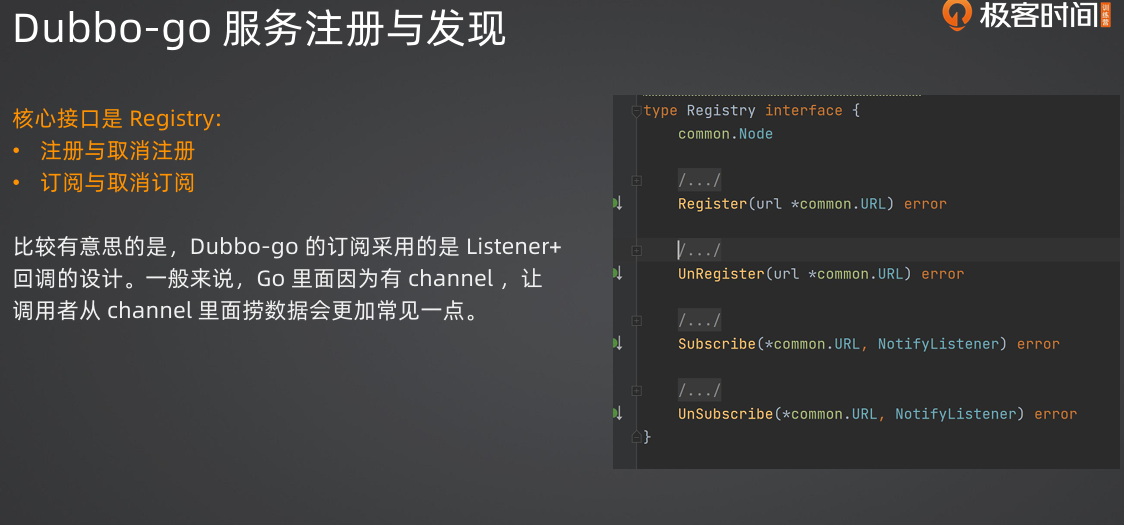 Dubbo-go 服务注册与发现
极客时间
训练营
核心接口是 Registry:
• 注册与取消注册
• 订阅与取消订阅
比较有意思的是，Dubbo-go 的订阅采用的是 Listener+
回调的设计。一般来说，Go 里面因为有 channel ，让
调用者从 channel 里面捞数据会更加常见一点。
type Registry interface {
common.Node
/.../
Register(url *common.URL) error
/.../
UnRegister(url *common.URL) error
/.../
Subscribe(*common.URL, NotifyListener) error
/.../
UnSubscribe(*common.URL, NotifyListener) error
}